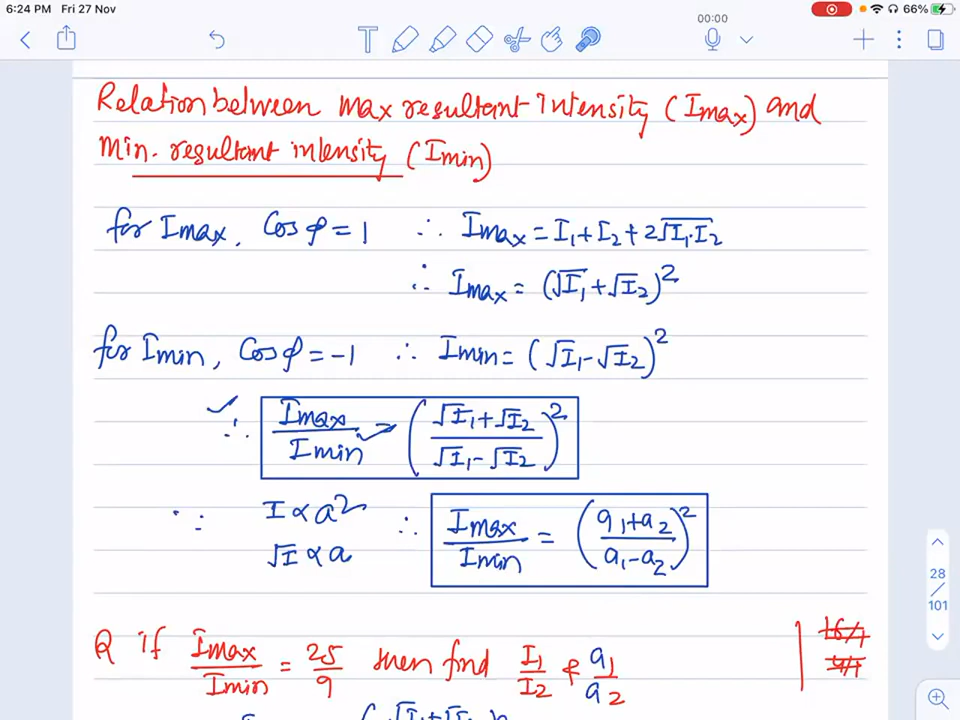 6:24 PM Fri 27 Nov 66%
00:00
T
Relation between max resultant intensity (Imax) and
Min. resultant intensity (Imin)
for Imax, Cos φ = 1 ∴ Imax = I₁ + I₂ + 2√I₁·I₂
∴ Imax = (√I₁ + √I₂)²
for Imin, Cos φ = -1 ∴ Imin = (√I₁ - √I₂)²
∴ Imax/Imin = ((√I₁ + √I₂)/(√I₁ - √I₂))²
∵ I ∝ a² ∴ Imax/Imin = ((a₁ + a₂)/(a₁ - a₂))²
√I ∝ a
28
/
101
Q if Imax/Imin = 25/9 then find I₁/I₂ & a₁/a₂
16/1